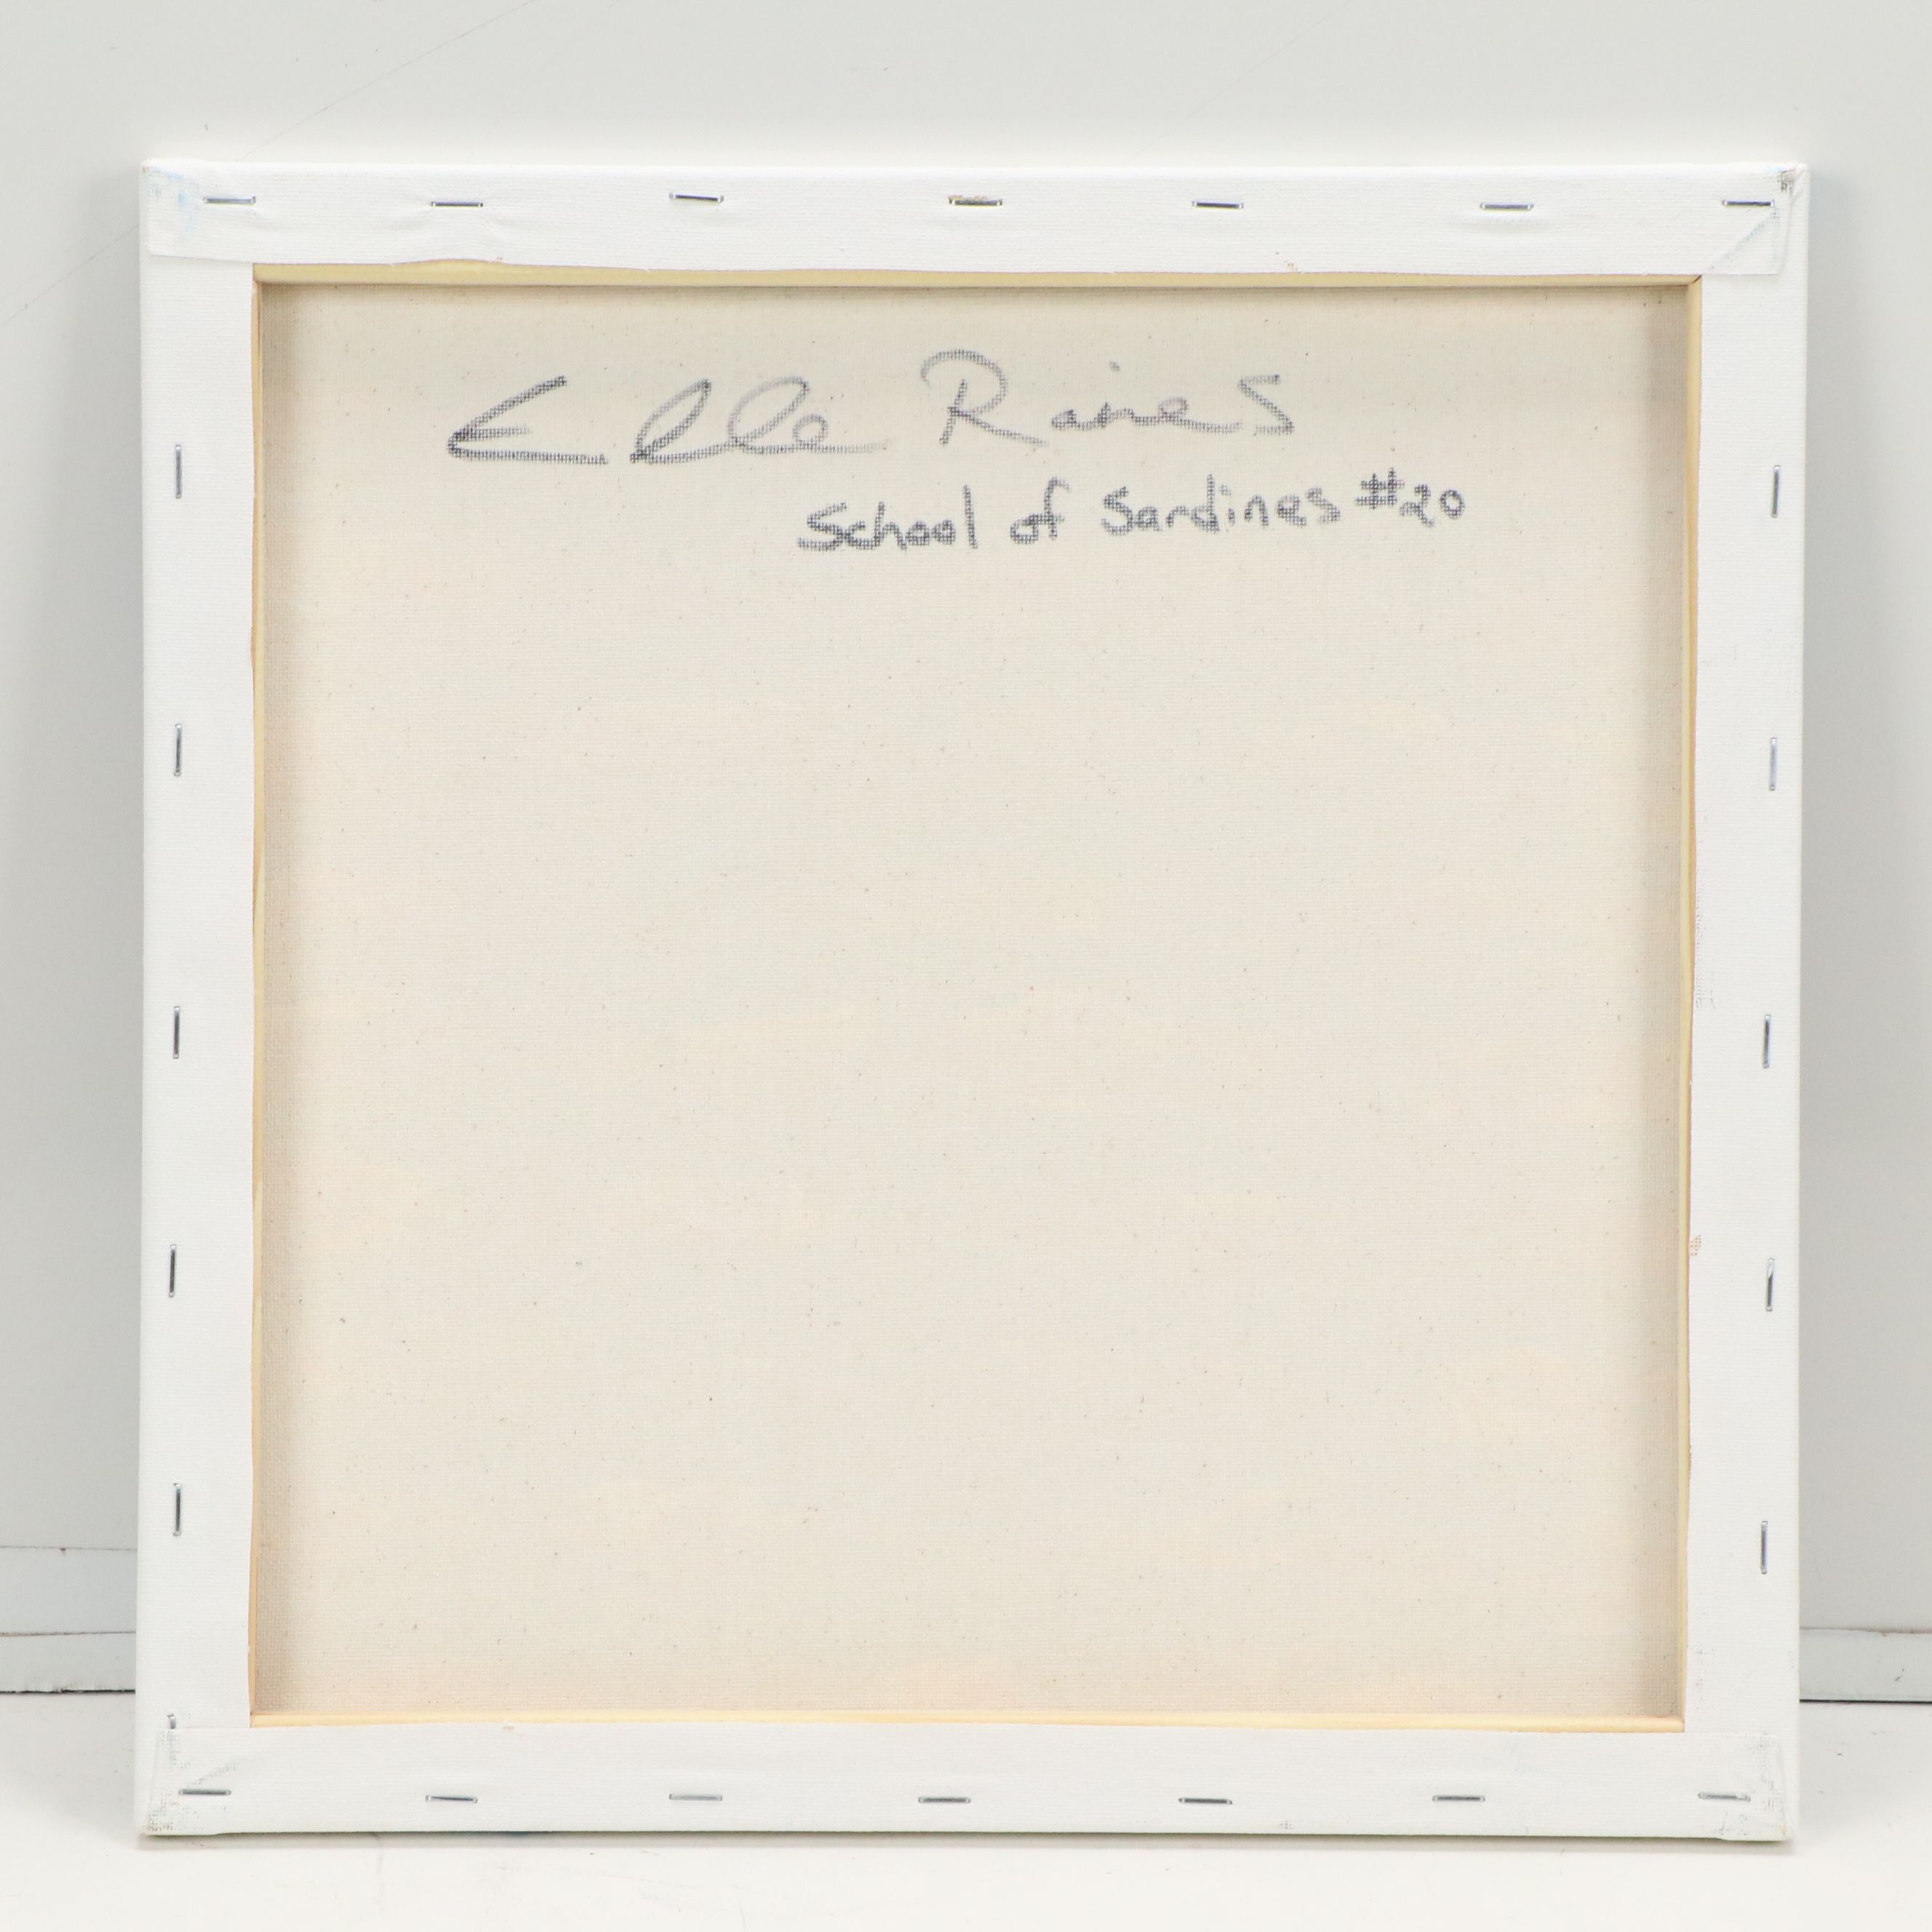 Elle Raines
School of Sardines #20